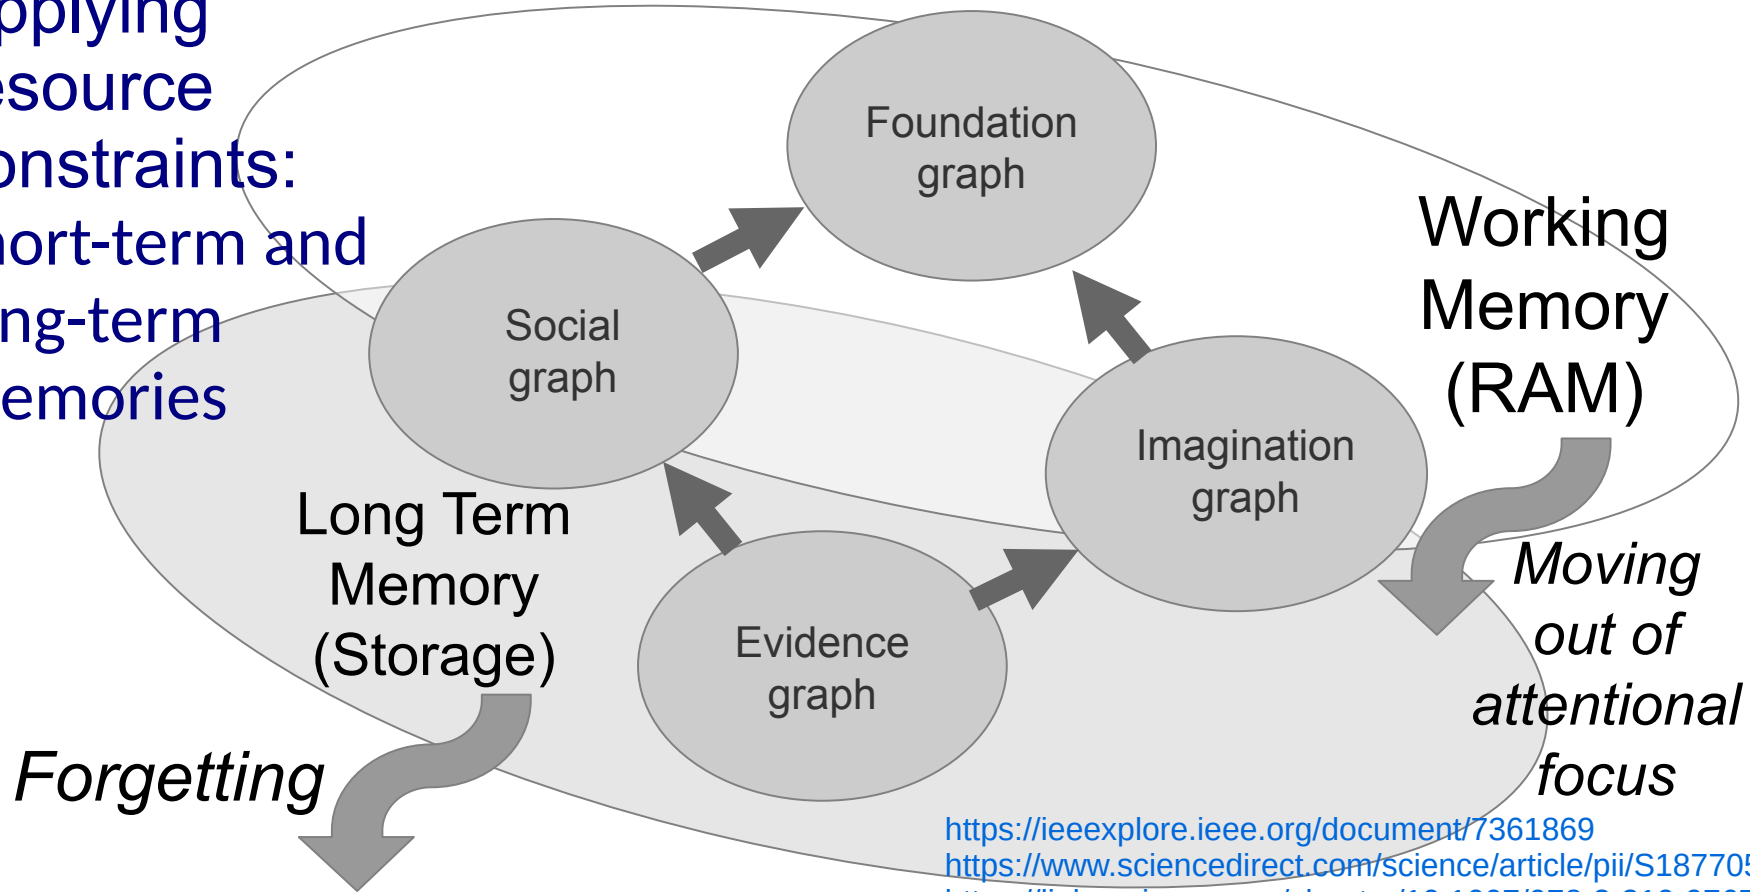 pplying
esource
onstraints:
hort-term and
ng-term
emories
Foundation
graph
Social
graph
Working
Memory
(RAM)
Imagination
graph
Long Term
Memory
(Storage)
Evidence
graph
Moving
out of
attentional
focus
Forgetting
https://ieeexplore.ieee.org/document/7361869
https://www.sciencedirect.com/science/article/pii/S187705